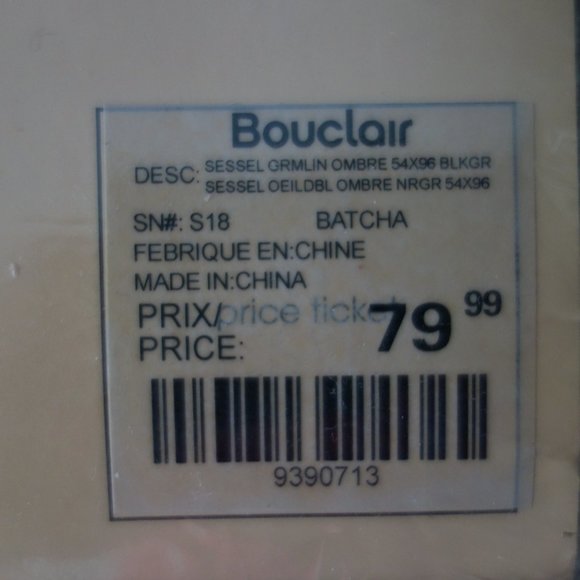 Bouclair
DESC: SESSEL GRMLIN OMBRE 54X96 BLKGR
SESSEL OEILDBL OMBRE NRGR 54X96
SN#: S18 BATCHA
FEBRIQUE EN:CHINE
MADE IN:CHINA
PRIX/price ticket 79 99
PRICE:
9390713